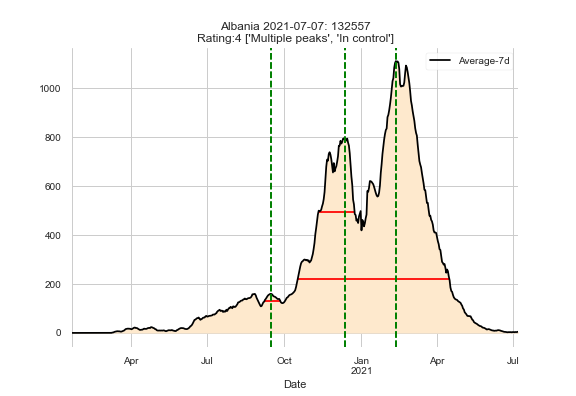 Albania 2021-07-07: 132557
Rating:4 ['Multiple peaks', 'In control']
Average-7d
1000
800
600
400
200
0
Apr Jul Oct Jan Apr Jul
2021
Date